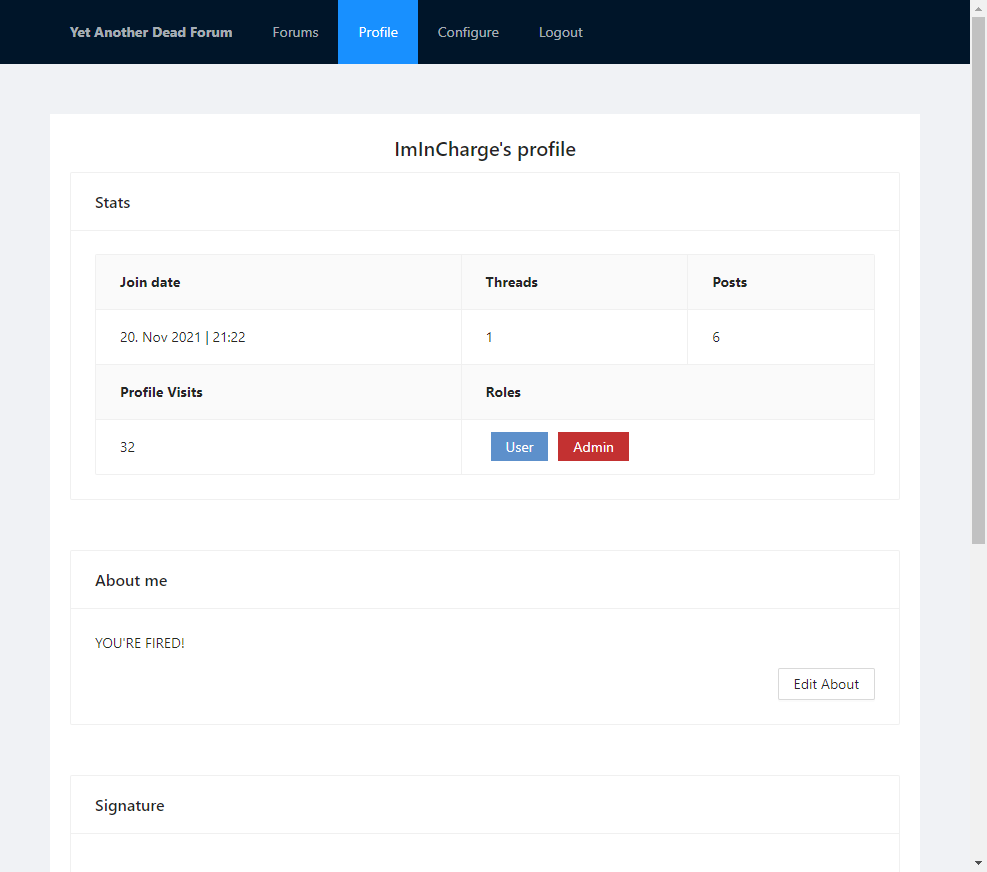 Yet Another Dead Forum Forums Profile Configure Logout
ImInCharge's profile
Stats
Join date Threads Posts
20. Nov 2021 | 21:22 1 6
Profile Visits Roles
32 User Admin
About me
YOU'RE FIRED!
Edit About
Signature